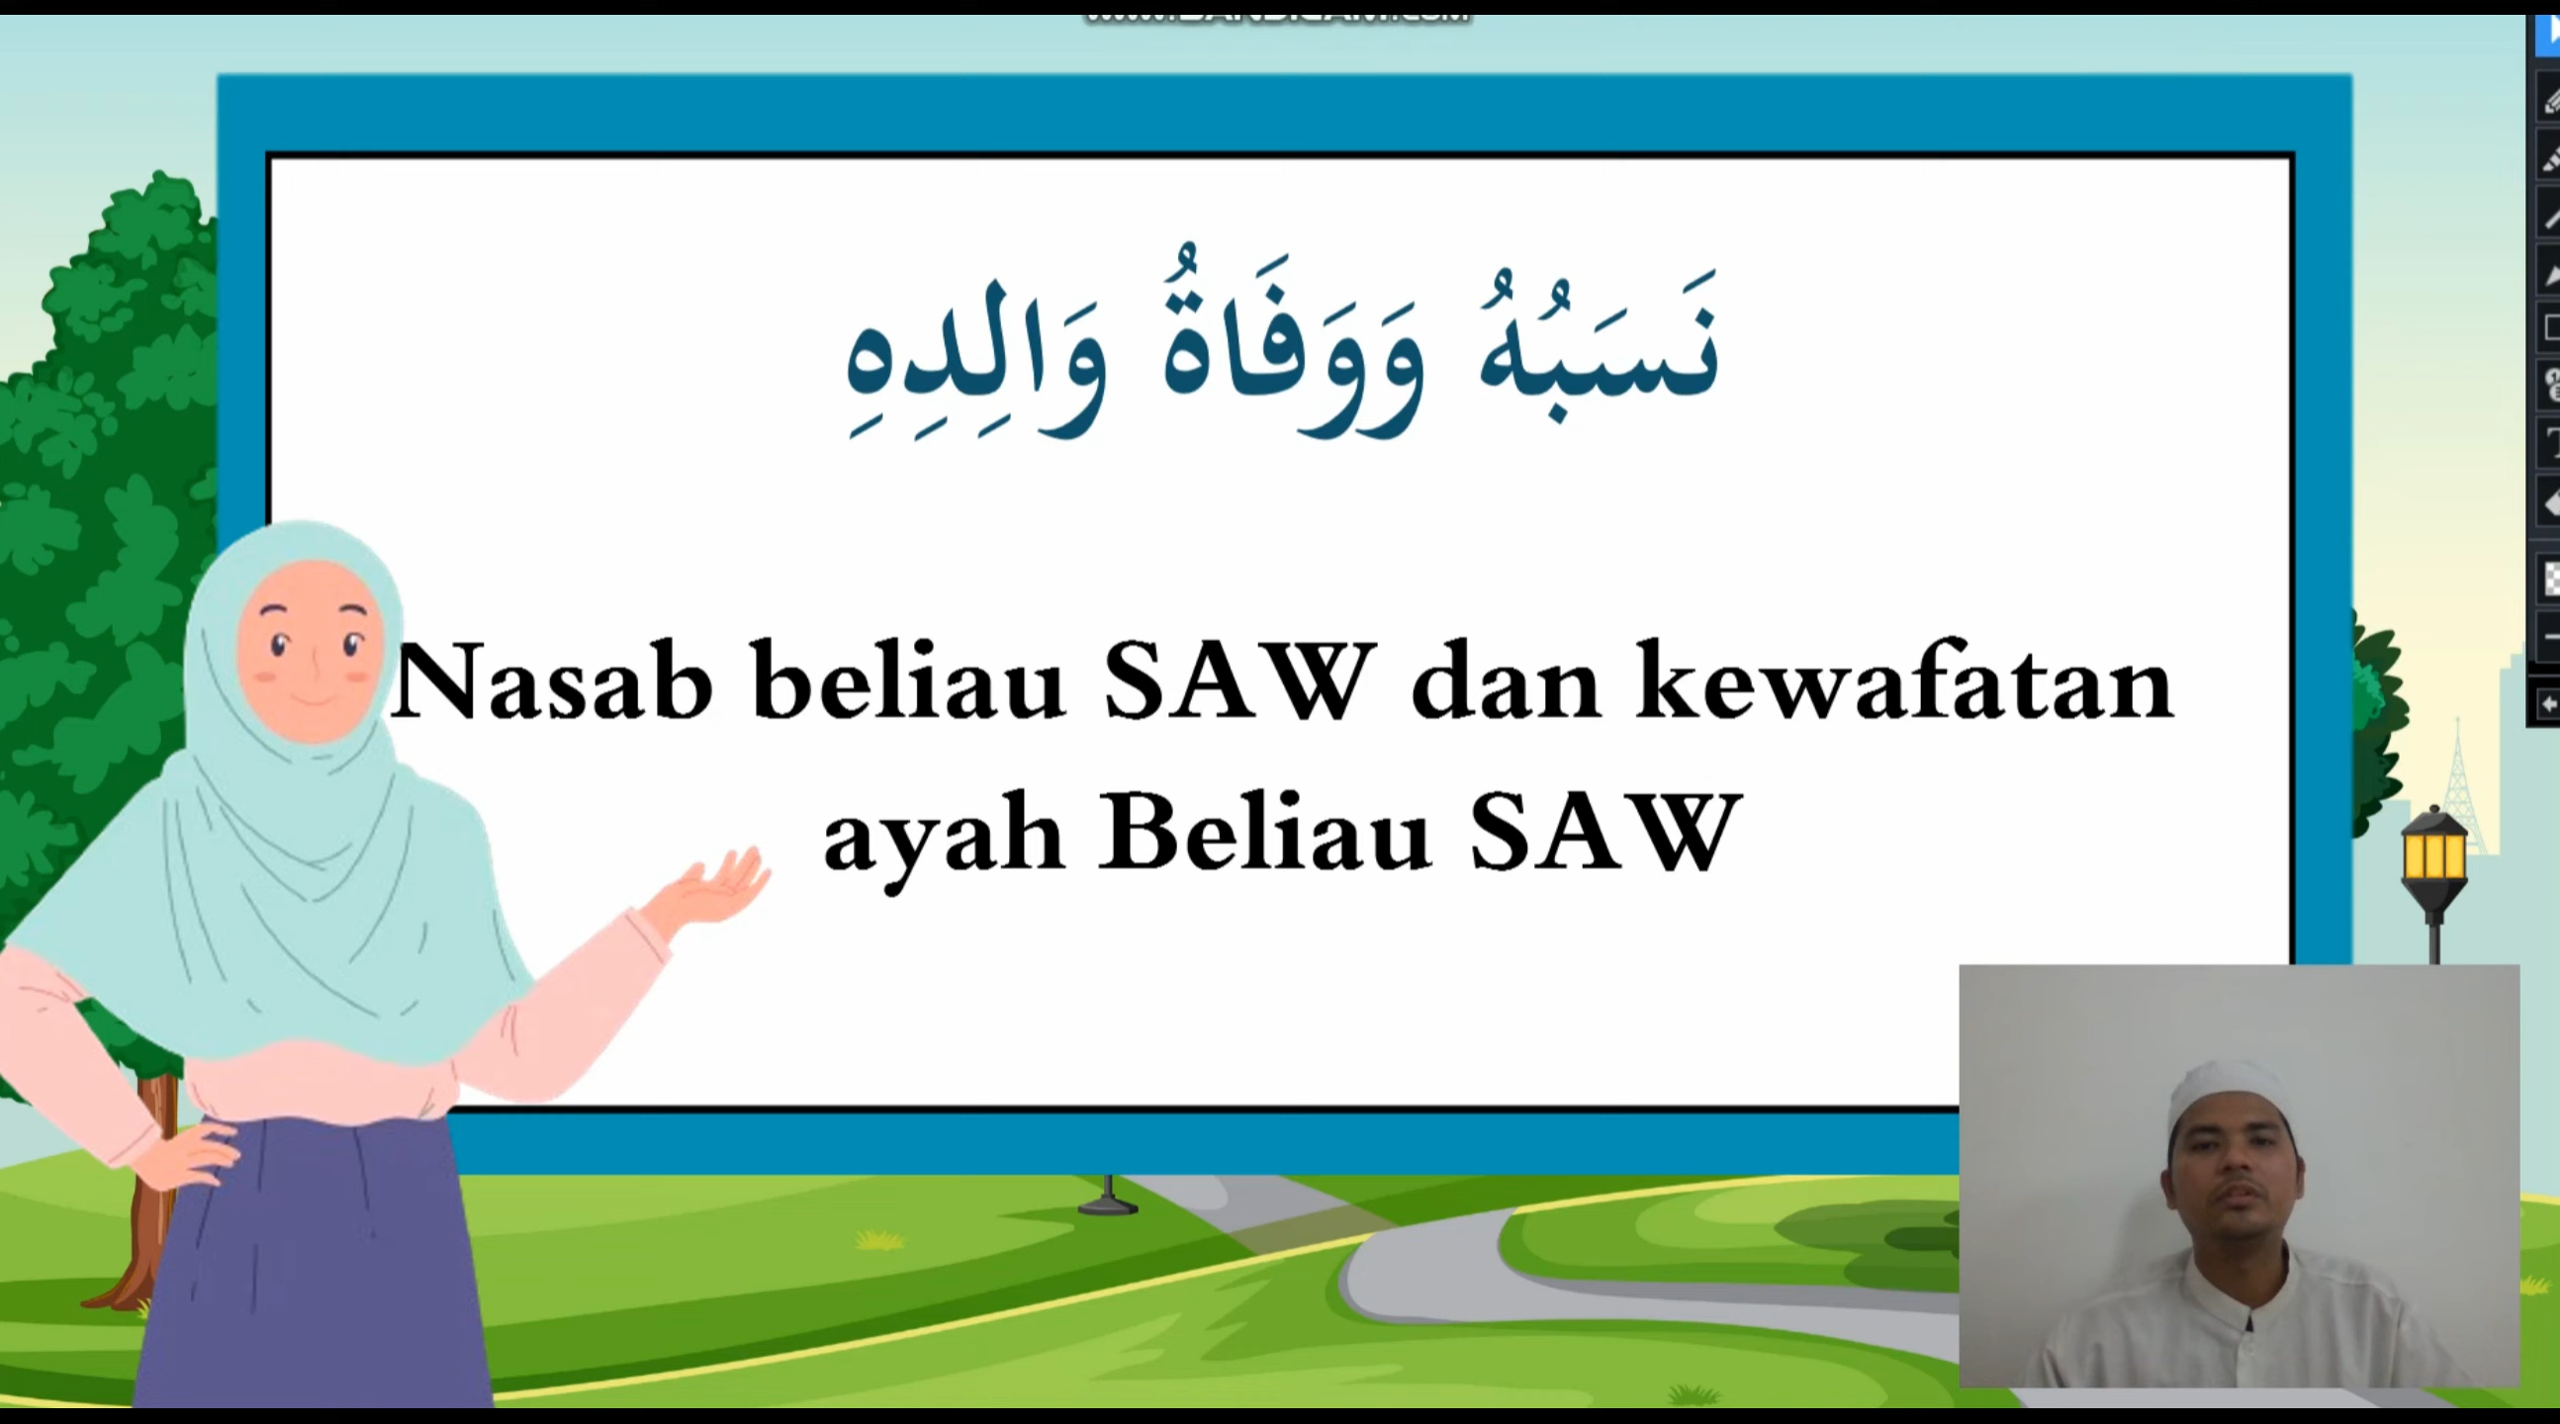 نَسَبُهُ وَوَفَاةُ وَالِدِهِ
Nasab beliau SAW dan kewafatan
ayah Beliau SAW